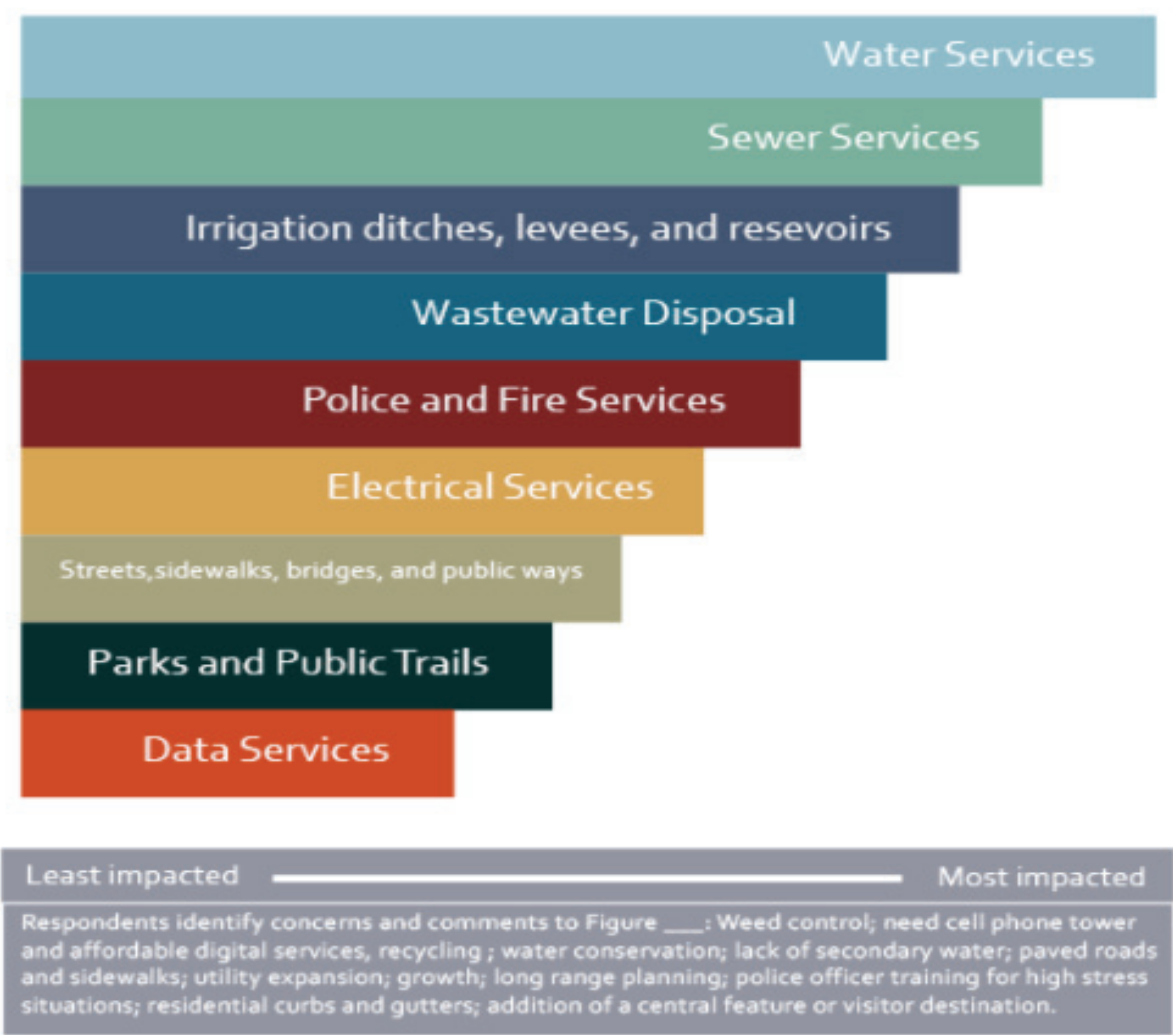 Water Services
Sewer Services
Irrigation ditches, levees, and resevoirs
Wastewater Disposal
Police and Fire Services
Electrical Services
Streets,sidewalks, bridges, and public ways
Parks and Public Trails
Data Services
Least impacted Most impacted
Respondents identify concerns and comments to Figure ___: Weed control; need cell phone tower
and affordable digital services, recycling ; water conservation; lack of secondary water; paved roads
and sidewalks; utility expansion; growth; long range planning; police officer training for high stress
situations; residential curbs and gutters; addition of a central feature or visitor destination.